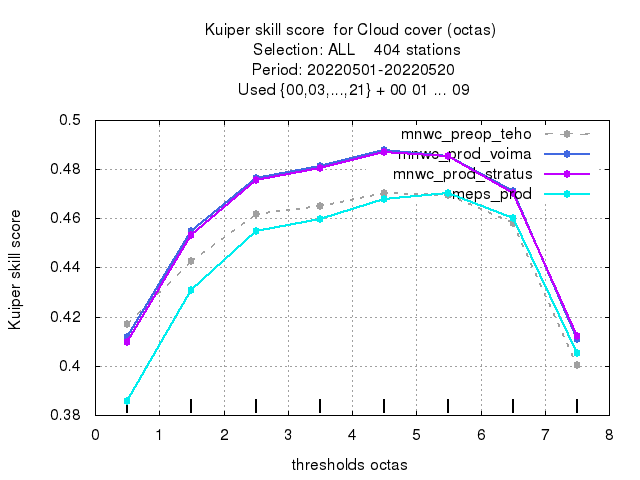 Kuiper skill score  for Cloud cover (octas)
Selection: ALL    404 stations
Period: 20220501-20220520
Used {00,03,...,21} + 00 01 ... 09
mnwc_preop_teho
mnwc_prod_voima
mnwc_prod_stratus
meps_prod
Kuiper skill score
0.5
0.48
0.46
0.44
0.42
0.4
0.38
0 1 2 3 4 5 6 7 8
thresholds octas